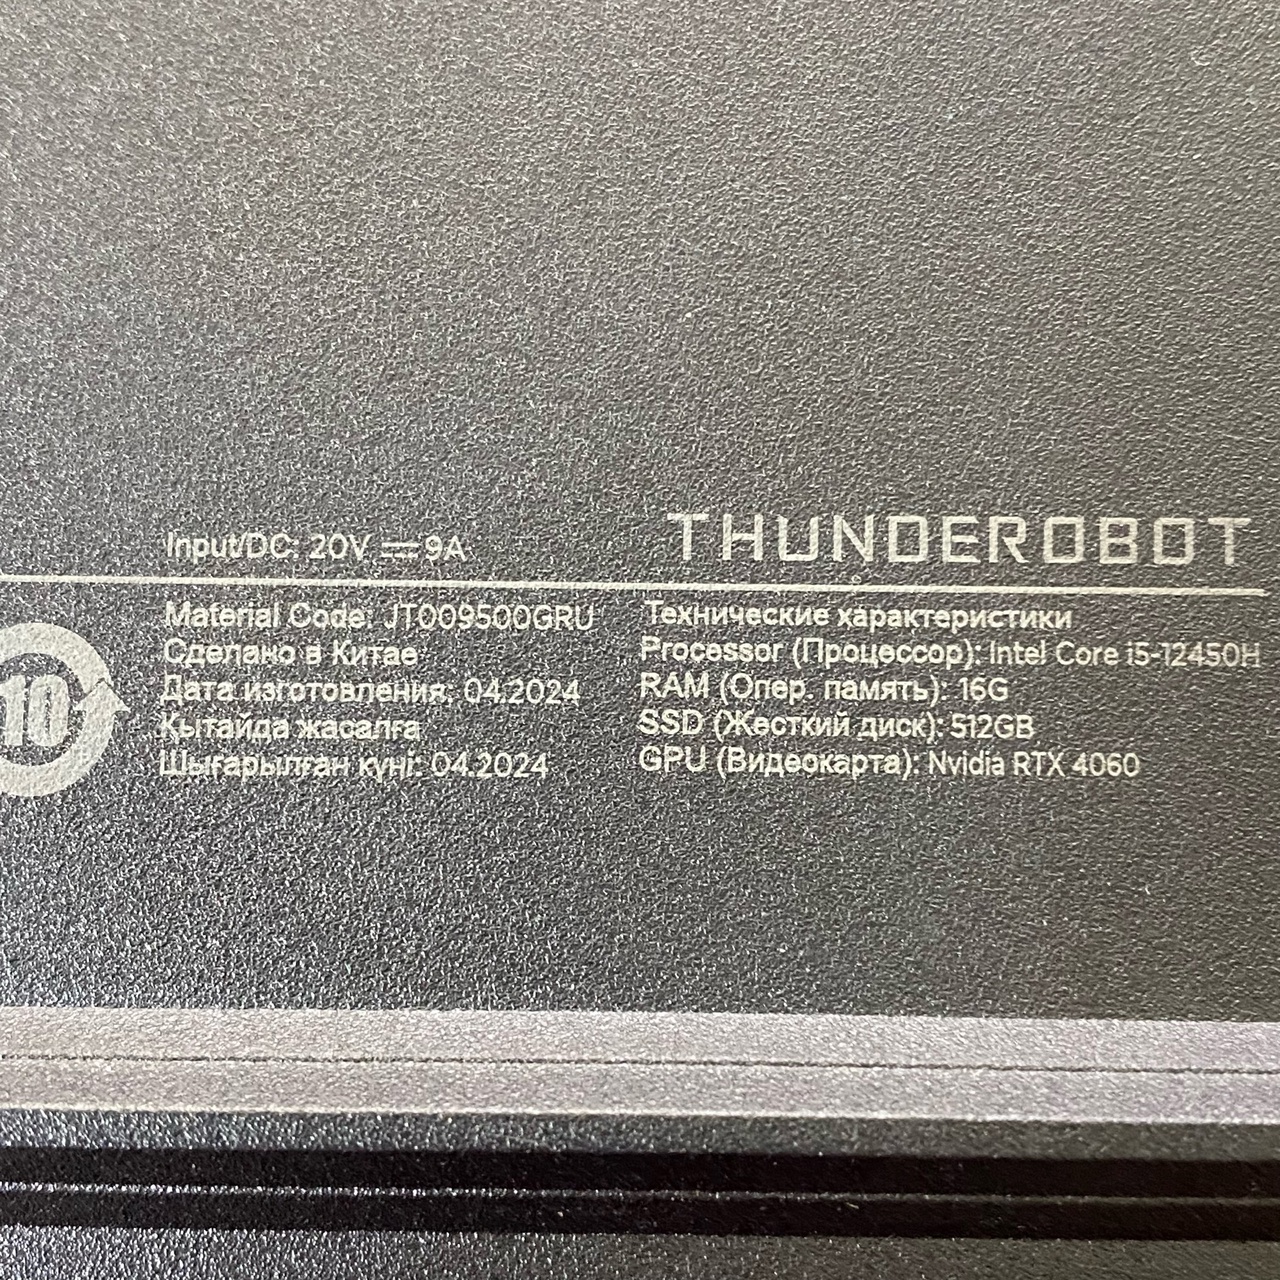 Input/DC: 20V ⎓ 9A
THUNDEROBOT
10
Material Code: JT009500GRU
Сделано в Китае
Дата изготовления: 04.2024
Қытайда жасалға
Шығарылған күні: 04.2024
Технические характеристики
Processor (Процессор): Intel Core i5-12450H
RAM (Опер. память): 16G
SSD (Жесткий диск): 512GB
GPU (Видеокарта): Nvidia RTX 4060